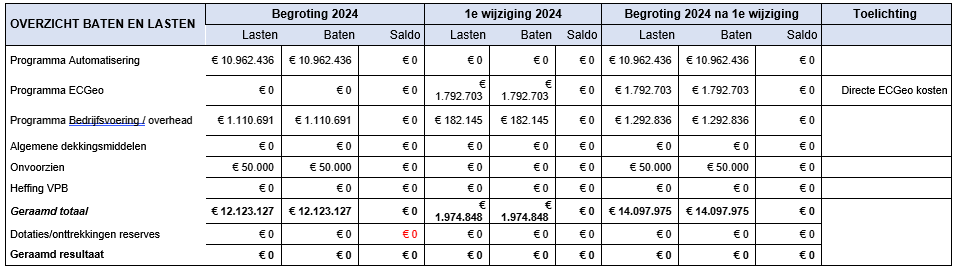 OVERZICHT BATEN EN LASTEN Begroting 2024 1e wijziging 2024 Begroting 2024 na 1e wijziging Toelichting
Lasten Baten Saldo Lasten Baten Saldo Lasten Baten Saldo
Programma Automatisering € 10.962.436 € 10.962.436 € 0 € 0 € 0 € 0 € 10.962.436 € 10.962.436 € 0
Programma ECGeo € 0 € 0 € 0 € 1.792.703 € 1.792.703 € 0 € 1.792.703 € 1.792.703 € 0 Directe ECGeo kosten
Programma Bedrijfsvoering / overhead € 1.110.691 € 1.110.691 € 0 € 182.145 € 182.145 € 0 € 1.292.836 € 1.292.836 € 0
Algemene dekkingsmiddelen € 0 € 0 € 0 € 0 € 0 € 0 € 0 € 0 € 0
Onvoorzien € 50.000 € 50.000 € 0 € 0 € 0 € 0 € 50.000 € 50.000 € 0
Heffing VPB € 0 € 0 € 0 € 0 € 0 € 0 € 0 € 0 € 0
Geraamd totaal € 12.123.127 € 12.123.127 € 0 € 1.974.848 € 1.974.848 € 0 € 14.097.975 € 14.097.975 € 0
Dotaties/onttrekkingen reserves € 0 € 0 € 0 € 0 € 0 € 0 € 0 € 0 € 0
Geraamd resultaat € 0 € 0 € 0 € 0 € 0 € 0 € 0 € 0 € 0